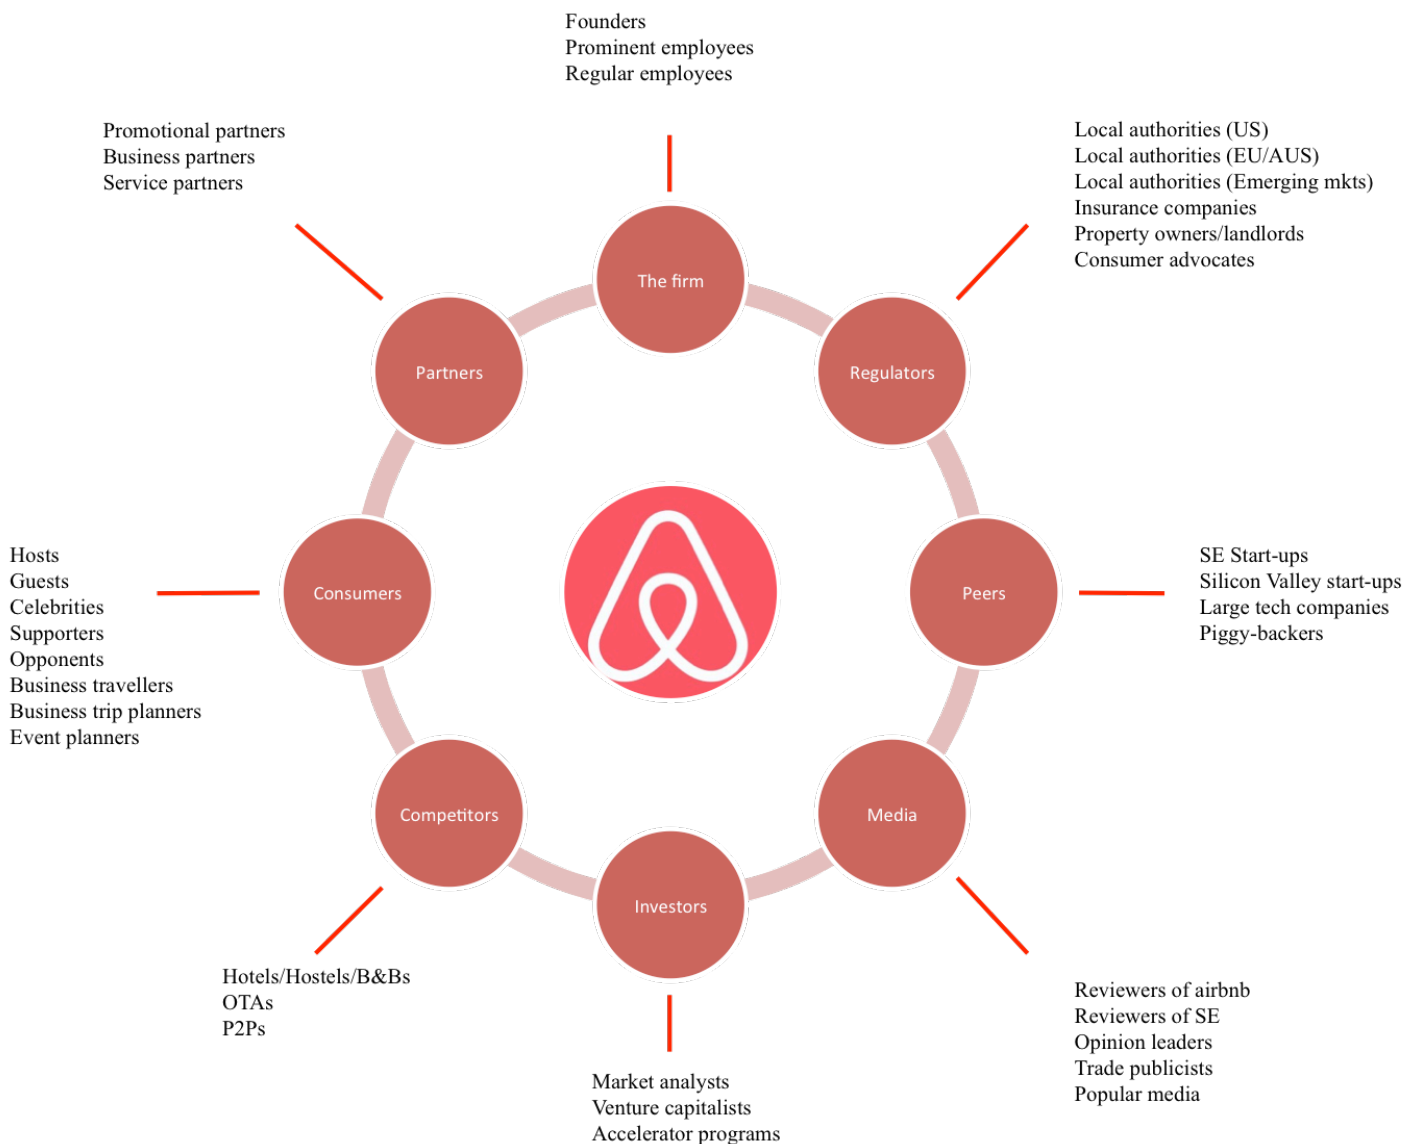 Founders
Prominent employees
Regular employees
Promotional partners
Business partners
Service partners
Local authorities (US)
Local authorities (EU/AUS)
Local authorities (Emerging mkts)
Insurance companies
Property owners/landlords
Consumer advocates
The firm
Partners
Regulators
Hosts
Guests
Celebrities
Supporters
Opponents
Business travellers
Business trip planners
Event planners
Consumers
Peers
SE Start-ups
Silicon Valley start-ups
Large tech companies
Piggy-backers
Competitors
Media
Investors
Hotels/Hostels/B&Bs
OTAs
P2Ps
Reviewers of airbnb
Reviewers of SE
Opinion leaders
Trade publicists
Popular media
Market analysts
Venture capitalists
Accelerator programs